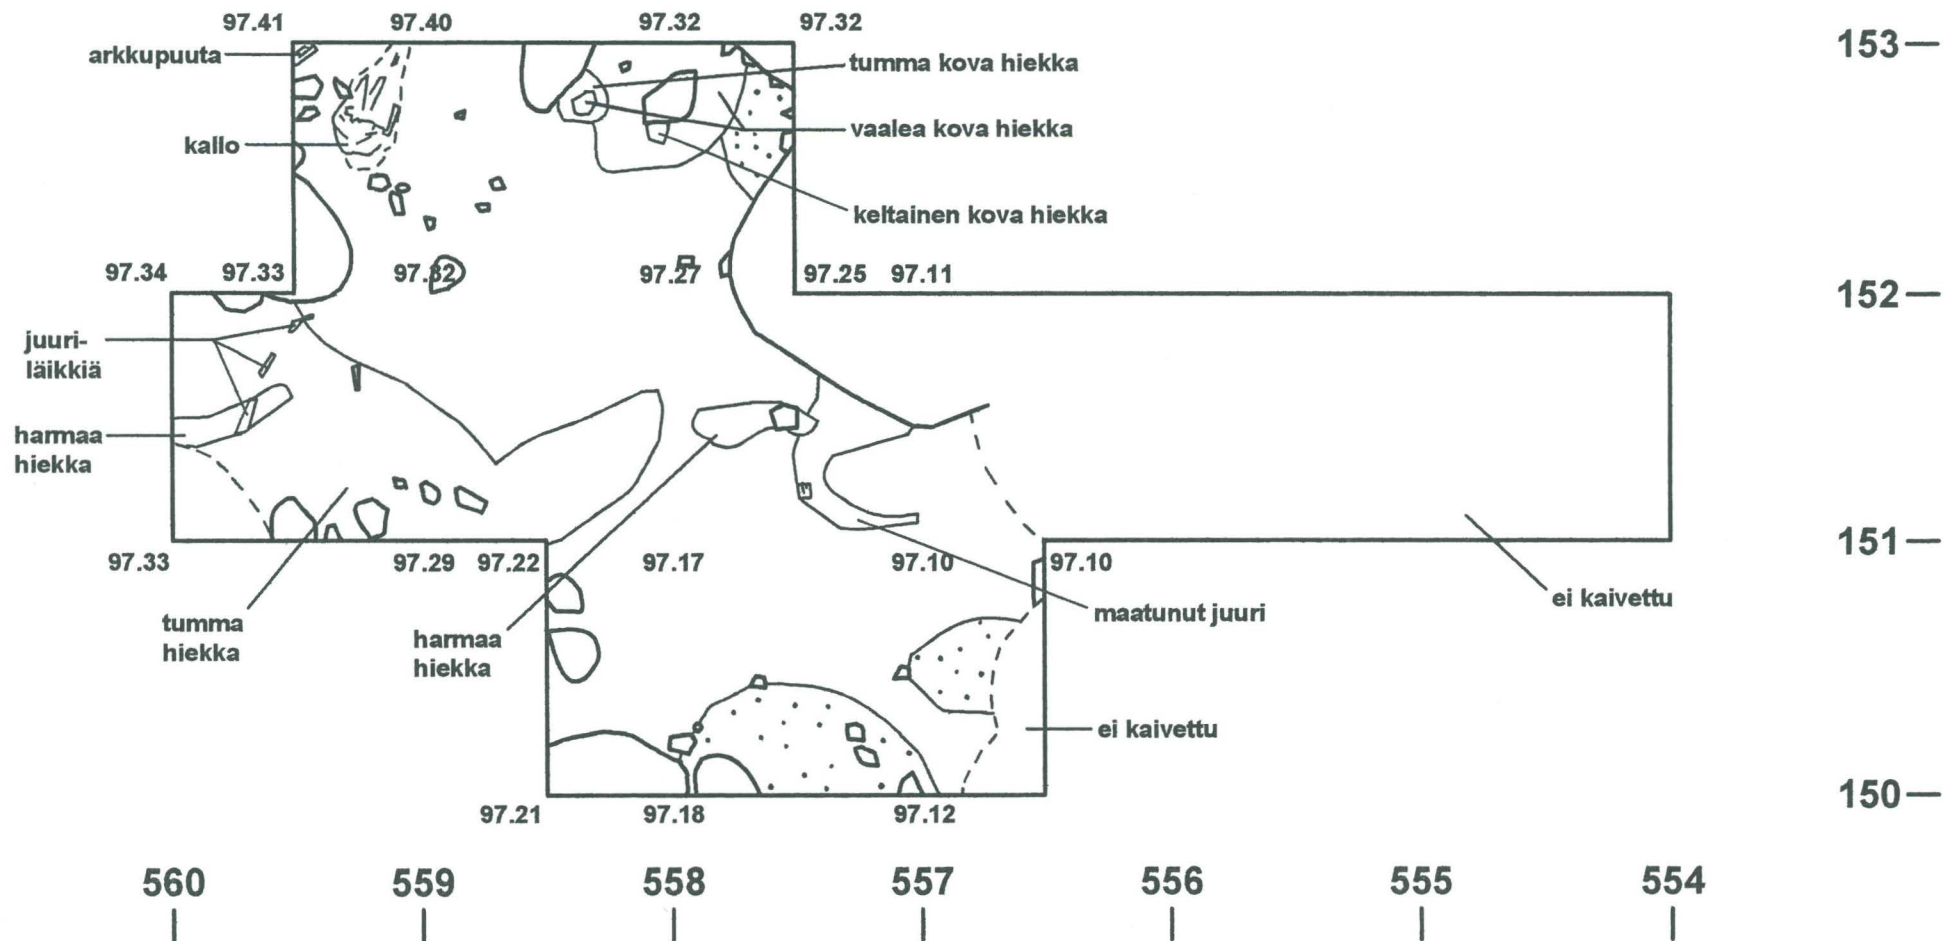 97.41 97.40 97.32 97.32
153
arkkupuuta
tumma kova hiekka
vaalea kova hiekka
kallo
keltainen kova hiekka
97.34 97.33 97.32 97.27 97.25 97.11
152
juuri-
läikkiä
harmaa
hiekka
151
97.33 97.29 97.22 97.17 97.10 97.10
ei kaivettu
maatunut juuri
tumma
hiekka
harmaa
hiekka
ei kaivettu
150
97.21 97.18 97.12
560 559 558 557 556 555 554